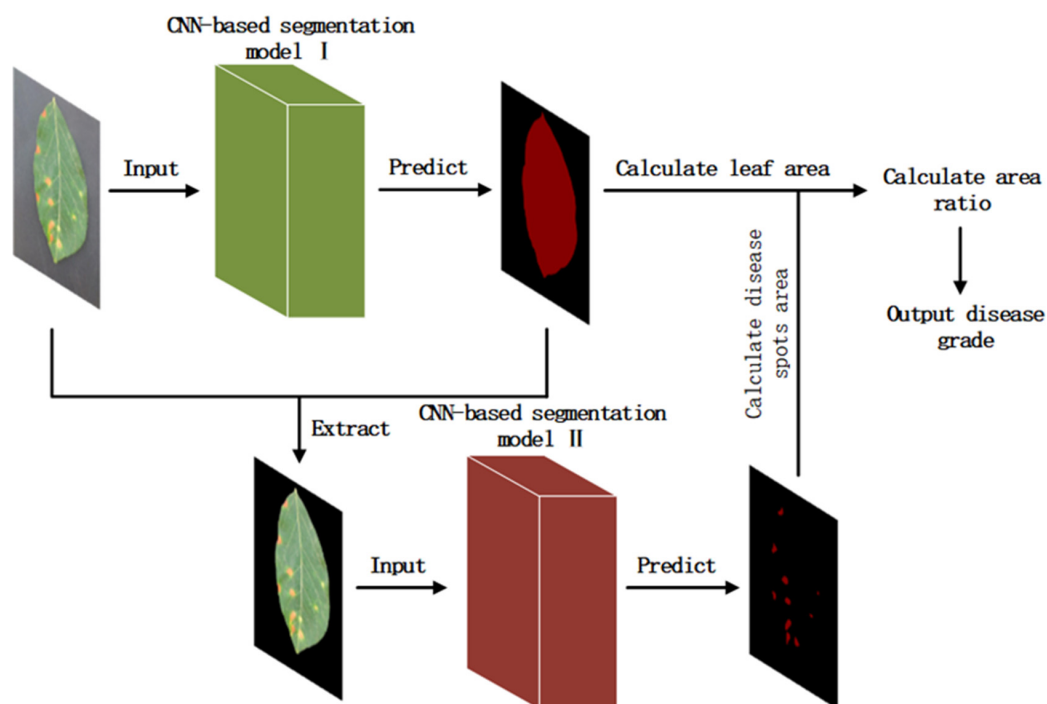 CNN-based segmentation
model Ⅰ
Input
Predict
Calculate leaf area
Calculate area
ratio
Calculate disease
spots area
Output disease
grade
Extract
CNN-based segmentation
model Ⅱ
Input
Predict